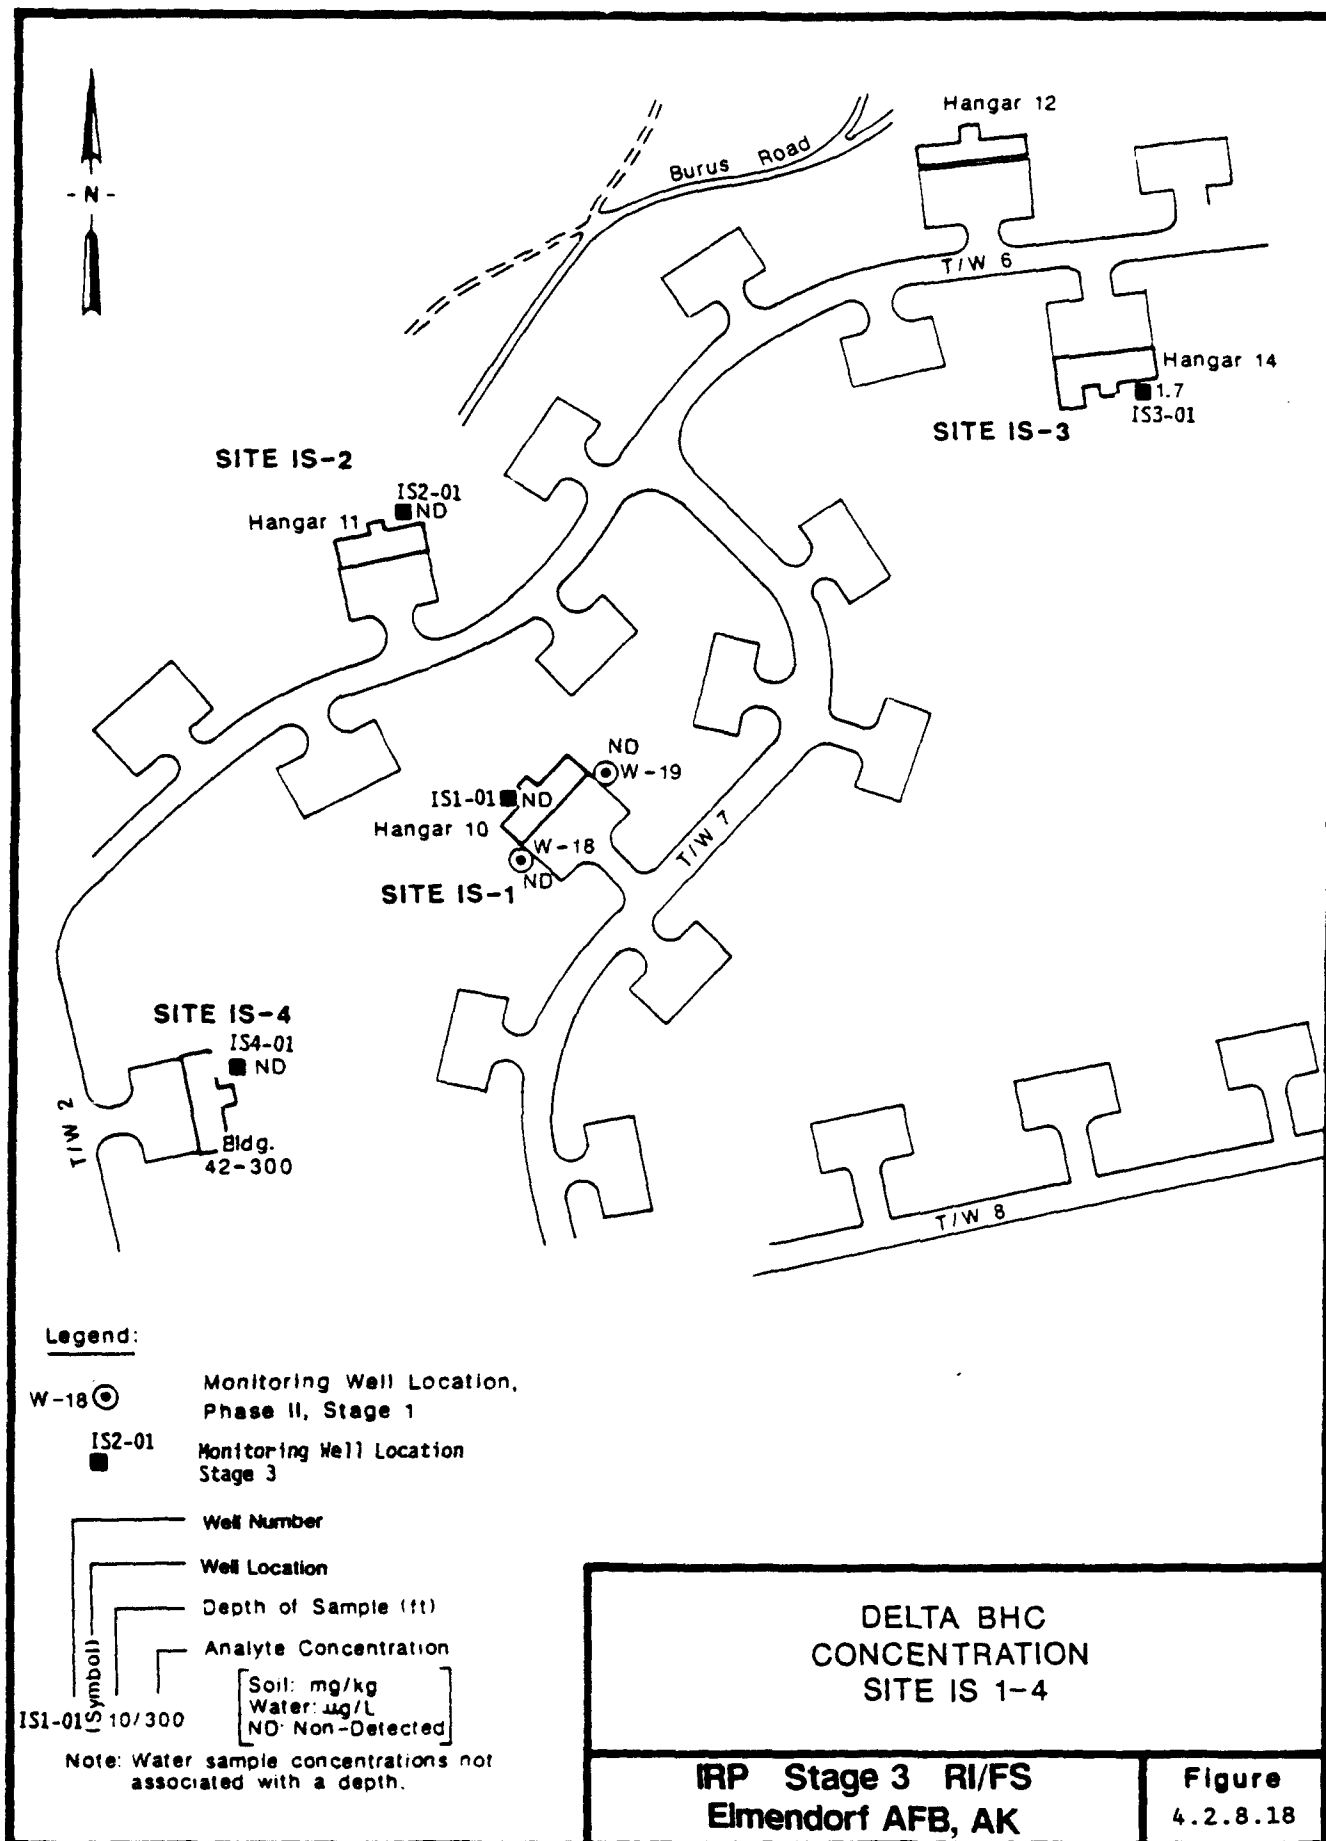 Hangar 12
- N -
Burus Road
T/W 6
Hangar 14
1.7
IS3-01
SITE IS-3
SITE IS-2
IS2-01
ND
Hangar 11
ND
W-19
IS1-01 ND
Hangar 10
W-18
ND
SITE IS-1
T/W 7
SITE IS-4
IS4-01
ND
T/W 2
Bldg.
42-300
T/W 8
Legend:
W-18
Monitoring Well Location,
Phase II, Stage 1
IS2-01
Monitoring Well Location
Stage 3
Well Number
Well Location
Depth of Sample (ft)
Analyte Concentration
Soil: mg/kg
Water: ug/L
ND: Non-Detected
IS1-01 (Symbol) 10/300
Note: Water sample concentrations not
associated with a depth.
DELTA BHC
CONCENTRATION
SITE IS 1-4
IRP Stage 3 RI/FS
Elmendorf AFB, AK
Figure
4.2.8.18